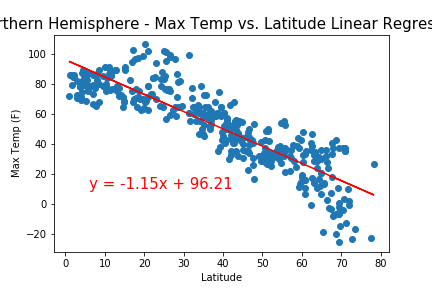 rthern Hemisphere - Max Temp vs. Latitude Linear Regres
100
80
60
40
20
0
−20
Max Temp (F)
y = -1.15x + 96.21
0 10 20 30 40 50 60 70 80
Latitude